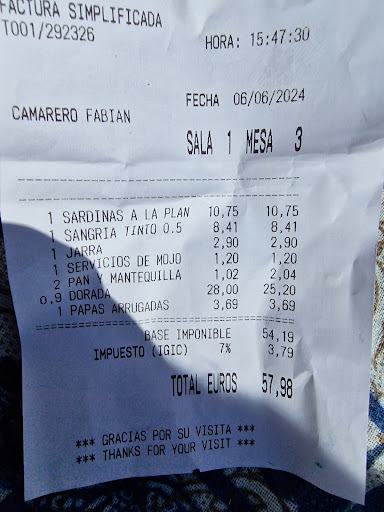 FACTURA SIMPLIFICADA
T001/292326
HORA: 15:47:30
FECHA 06/06/2024
CAMARERO FABIAN
SALA 1 MESA 3
1 SARDINAS A LA PLAN 10,75 10,75
1 SANGRIA TINTO 0.5 8,41 8,41
1 JARRA 2,90 2,90
1 SERVICIOS DE MOJO 1,20 1,20
2 PAN Y MANTEQUILLA 1,02 2,04
0,9 DORADA 28,00 25,20
1 PAPAS ARRUGADAS 3,69 3,69
BASE IMPONIBLE 54,19
IMPUESTO (IGIC) 7% 3,79
TOTAL EUROS 57,98
*** GRACIAS POR SU VISITA ***
*** THANKS FOR YOUR VISIT ***